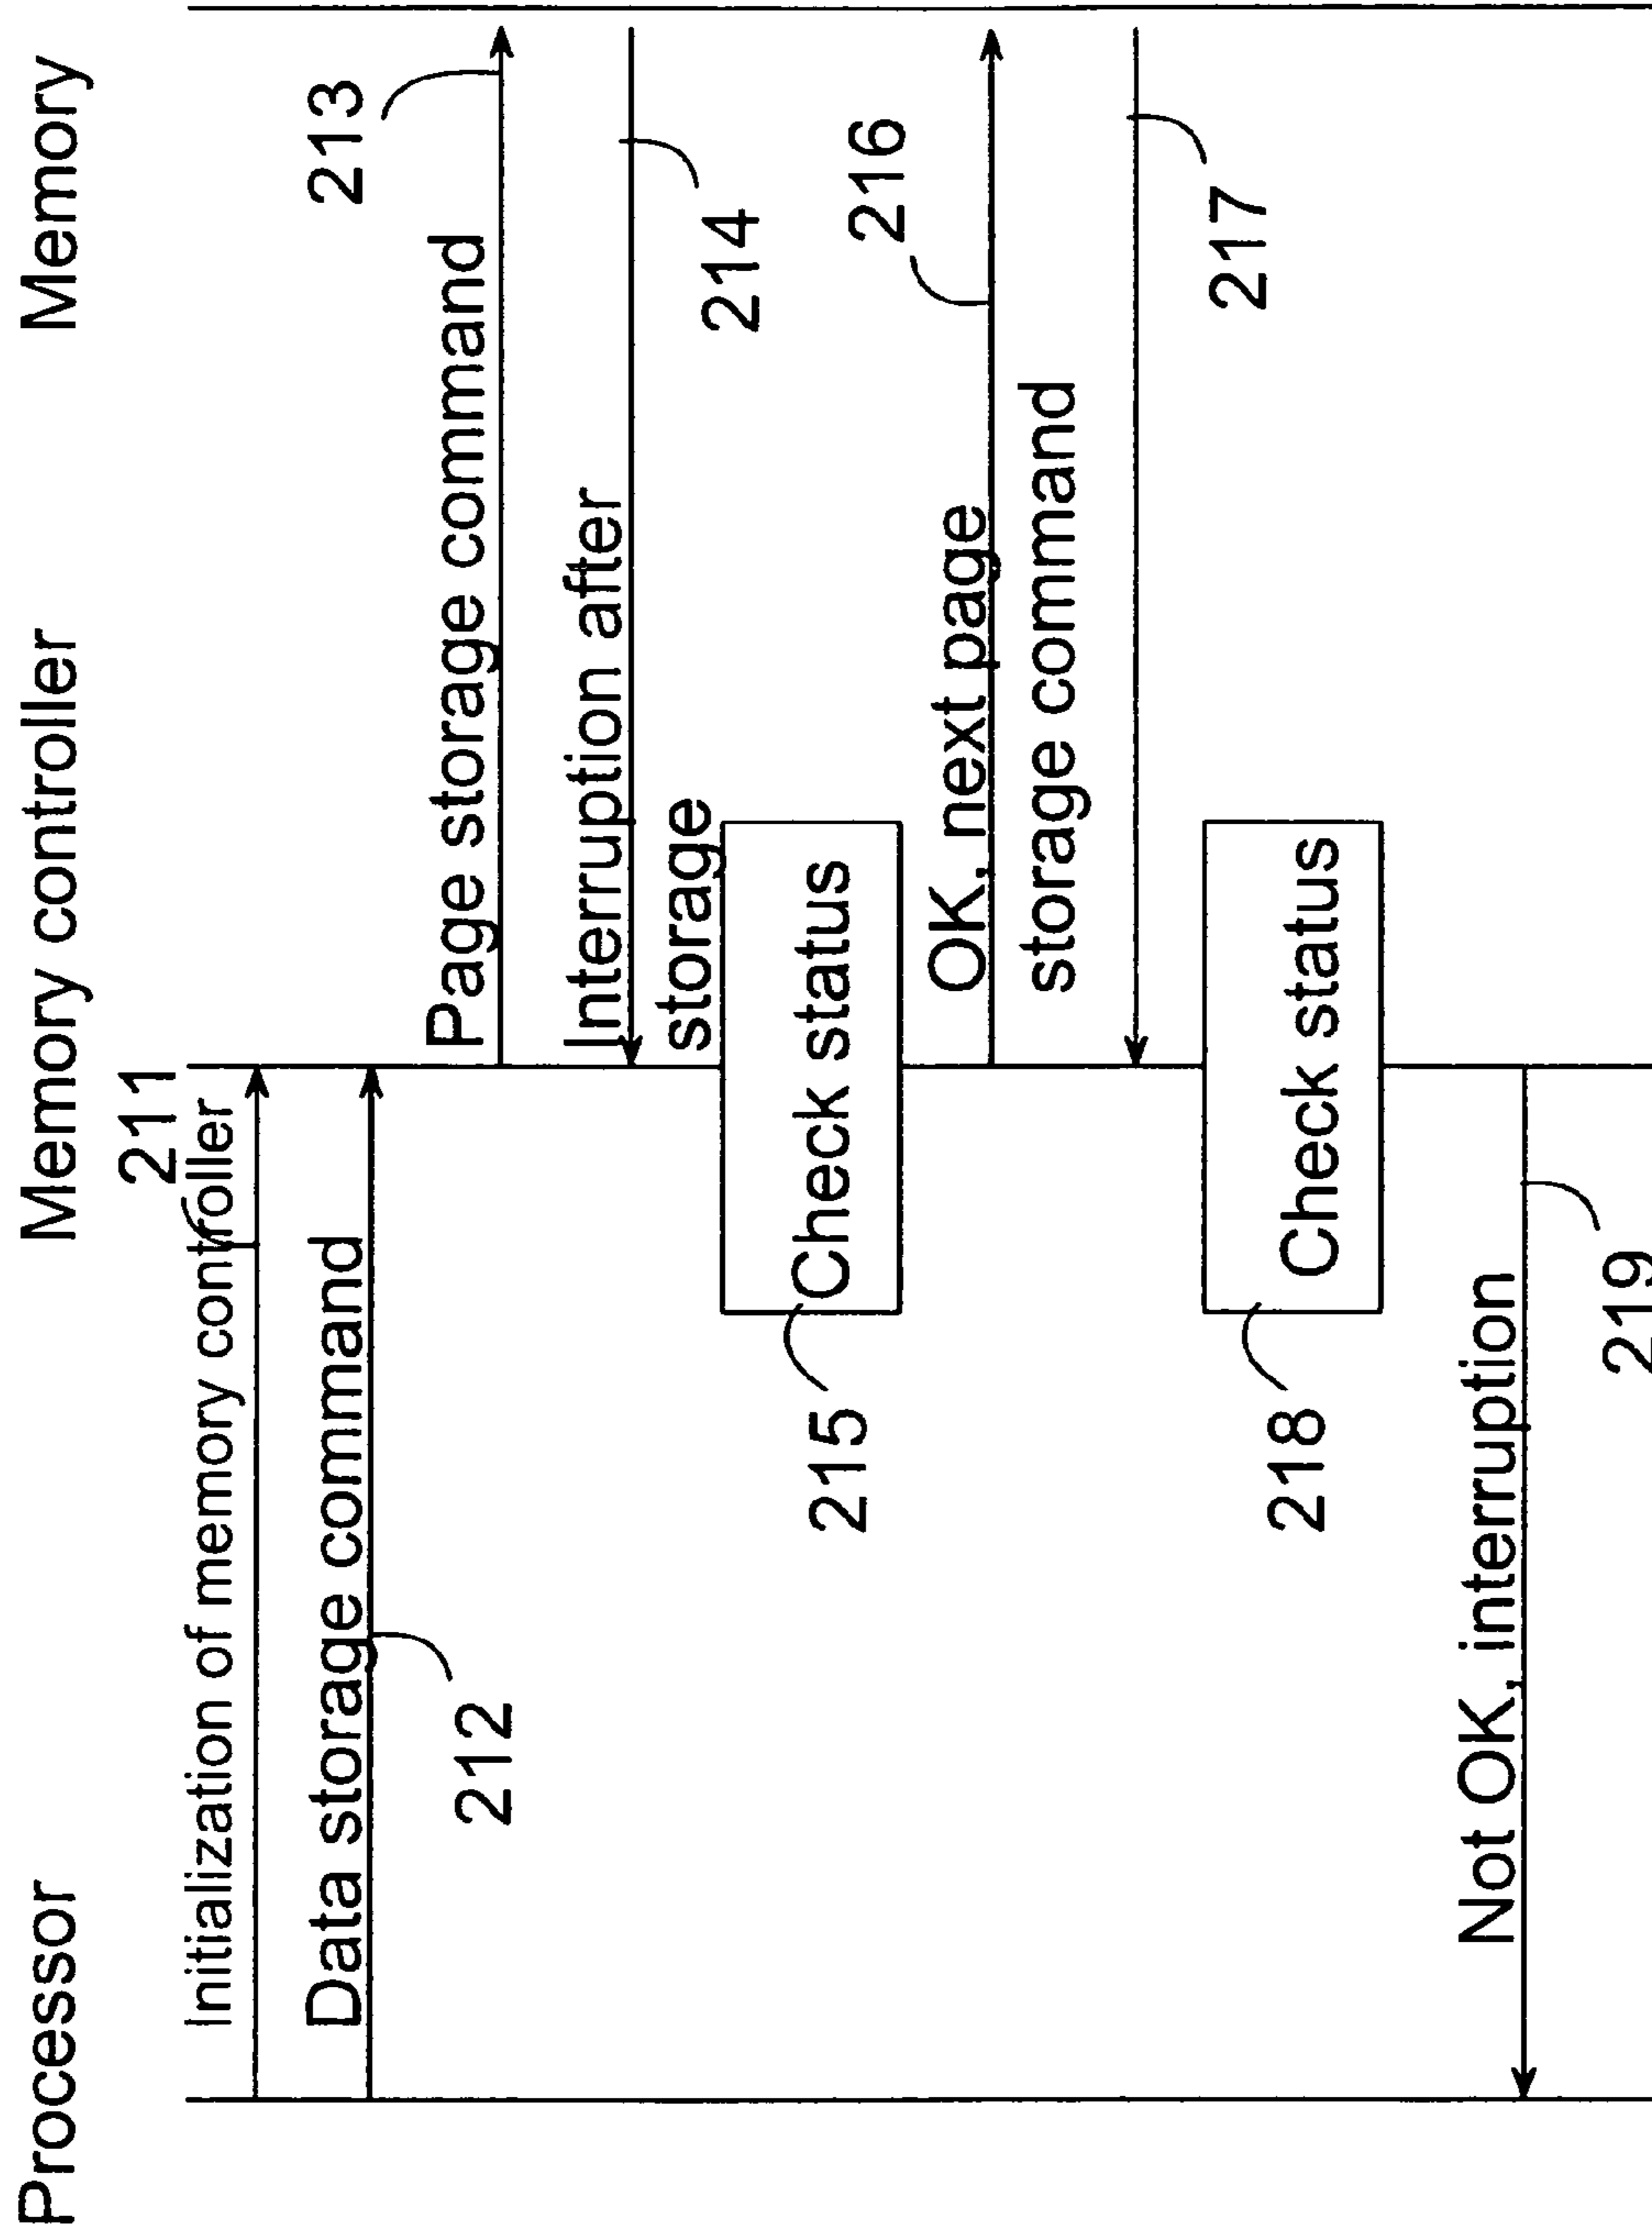 Processor
Memory controller
Memory
211
Initialization of memory controller
Data storage command
212
Page storage command
213
Interruption after
storage
214
Check status
215
OK, next page
storage command
216
217
Check status
218
Not OK, interruption
219